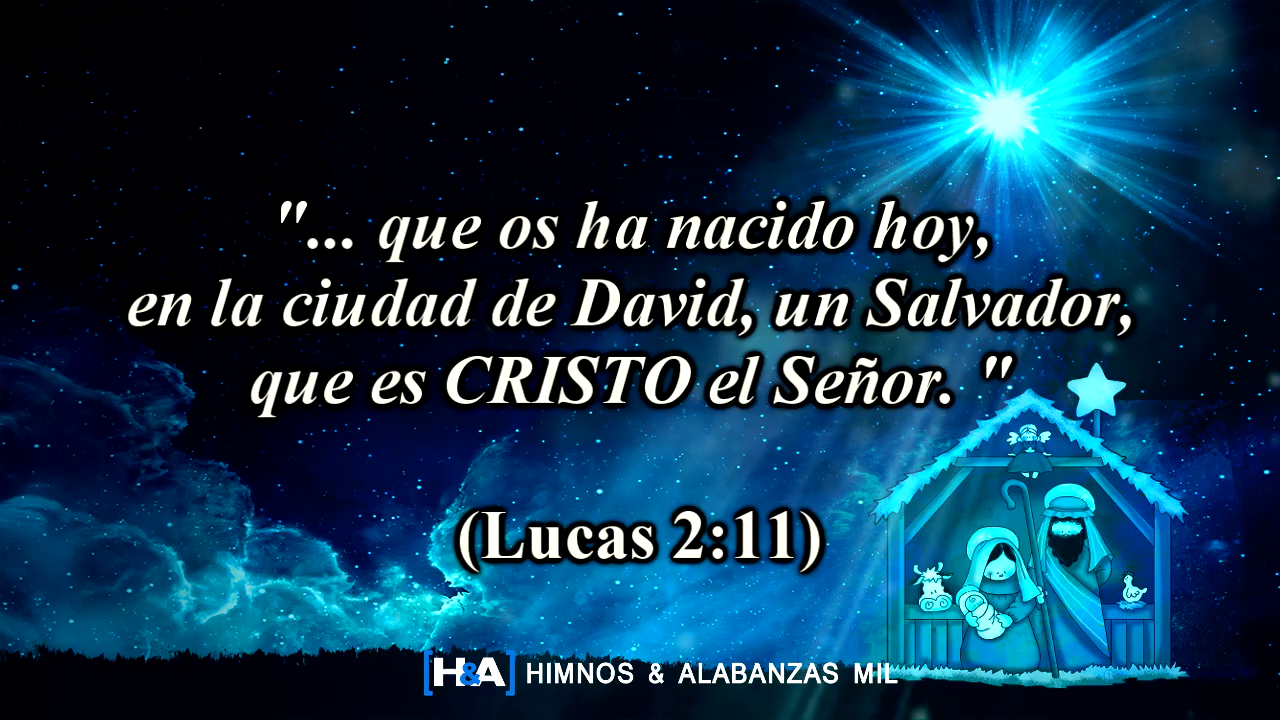 "... que os ha nacido hoy,
en la ciudad de David, un Salvador,
que es CRISTO el Señor. "
(Lucas 2:11)
[H&A] HIMNOS & ALABANZAS MIL